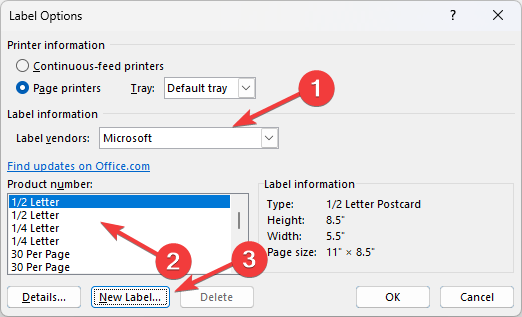 Label Options
Printer information
Continuous-feed printers
Page printers Tray: Default tray
1
Label information
Label vendors: Microsoft
Find updates on Office.com
Product number:
1/2 Letter
1/2 Letter
1/4 Letter
1/4 Letter
30 Per Page
30 Per Page
2
3
Label information
Type: 1/2 Letter Postcard
Height: 8.5"
Width: 5.5"
Page size: 11" × 8.5"
Details... New Label... Delete OK Cancel